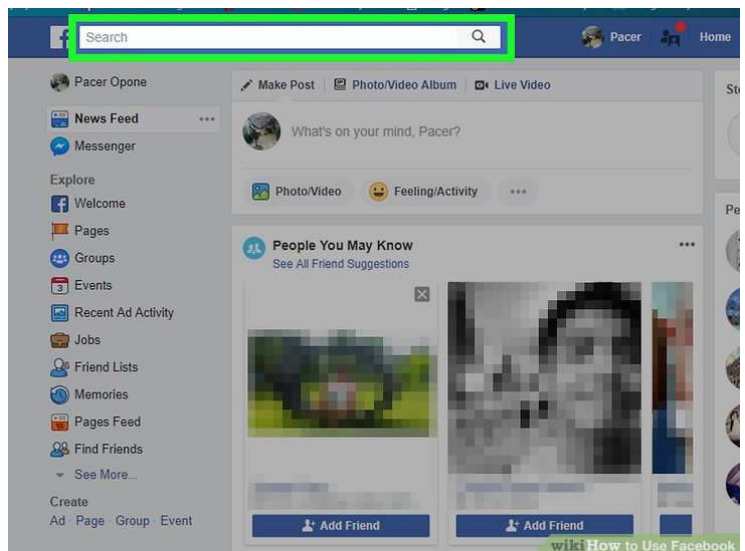 Search
Pacer
Home
Pacer Opone
News Feed
Messenger
Explore
Welcome
Pages
Groups
Events
Recent Ad Activity
Jobs
Friend Lists
Memories
Pages Feed
Find Friends
See More...
Create
Ad · Page · Group · Event
Make Post
Photo/Video Album
Live Video
What's on your mind, Pacer?
Photo/Video
Feeling/Activity
People You May Know
See All Friend Suggestions
Add Friend
Add Friend
wikiHow to Use Facebook